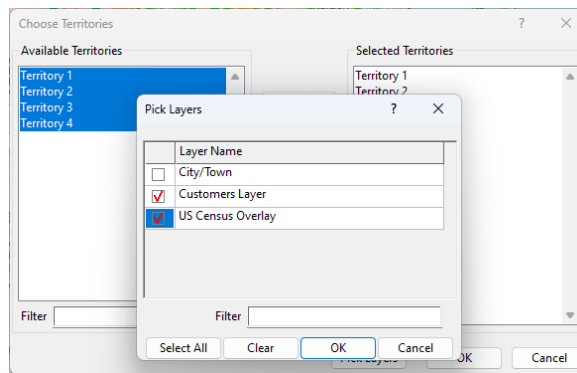 Choose Territories ? ×
Available Territories
Selected Territories
Territory 1
Territory 2
Territory 3
Territory 4
Territory 1
Territory 2
Pick Layers ? ×
Layer Name
City/Town
Customers Layer
US Census Overlay
Filter
Filter
Select All Clear OK Cancel
Pick Layers OK Cancel